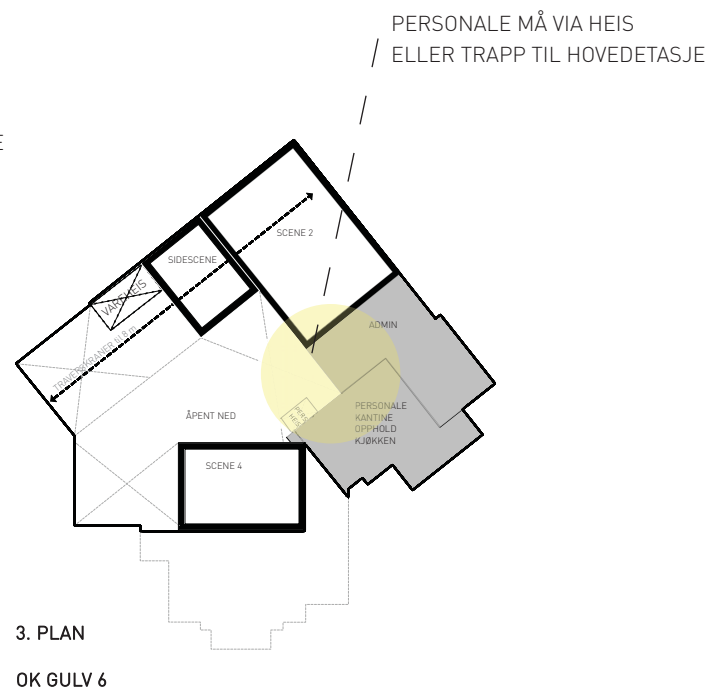 PERSONALE MÅ VIA HEIS
ELLER TRAPP TIL HOVEDETASJE
E
SCENE 2
SIDESCENE
VAREHEIS
TRAVERSKRANER
ADMIN
ÅPENT NED
PERSONALE
KANTINE
OPPHOLD
KJØKKEN
SCENE 4
3. PLAN
OK GULV 6